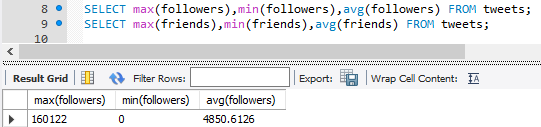 8 SELECT max(followers),min(followers),avg(followers) FROM tweets;
9 SELECT max(friends),min(friends),avg(friends) FROM tweets;
10
Result Grid Filter Rows: Export: Wrap Cell Content: IA
max(followers) min(followers) avg(followers)
160122 0 4850.6126